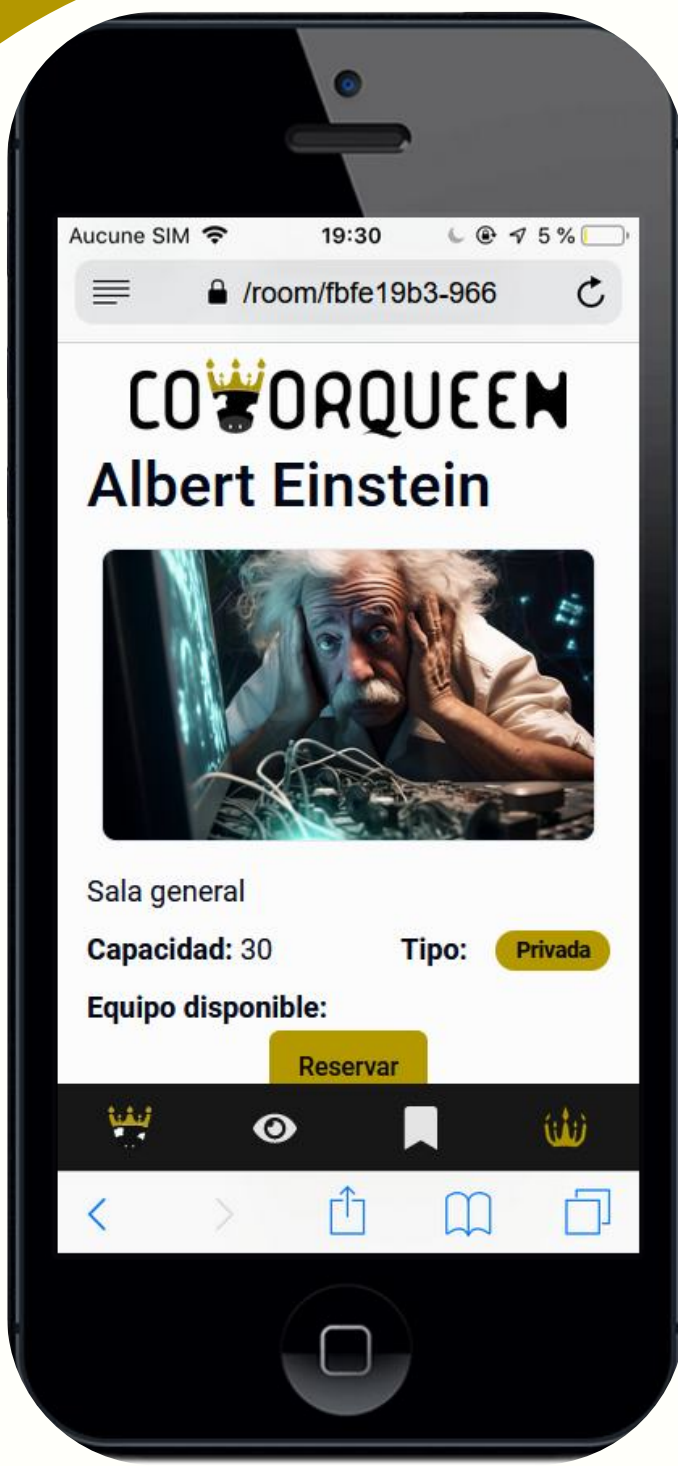 Aucune SIM 19:30 5 %
/room/fbfe19b3-966
COWORQUEEN
Albert Einstein
Sala general
Capacidad: 30 Tipo: Privada
Equipo disponible:
Reservar